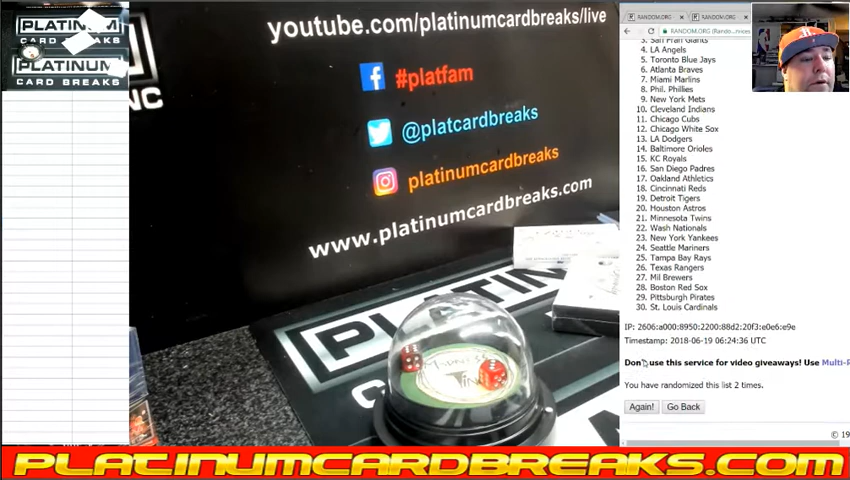 PLATINUM
CARD BREAKS
PLATINUM
CARD BREAKS
INC
youtube.com/platinumcardbreaks/live
#platfam
@platcardbreaks
platinumcardbreaks
www.platinumcardbreaks.com
RANDOM.ORG (Rando
RANDOM.ORG
3. San Fran Giants
4. LA Angels
5. Toronto Blue Jays
6. Atlanta Braves
7. Miami Marlins
8. Phil. Phillies
9. New York Mets
10. Cleveland Indians
11. Chicago Cubs
12. Chicago White Sox
13. LA Dodgers
14. Baltimore Orioles
15. KC Royals
16. San Diego Padres
17. Oakland Athletics
18. Cincinnati Reds
19. Detroit Tigers
20. Houston Astros
21. Minnesota Twins
22. Wash Nationals
23. New York Yankees
24. Seattle Mariners
25. Tampa Bay Rays
26. Texas Rangers
27. Mil Brewers
28. Boston Red Sox
29. Pittsburgh Pirates
30. St. Louis Cardinals
IP: 2606:a000:8950:2200:88d2:20f3:e0e6:e9e
Timestamp: 2018-06-19 06:24:36 UTC
Don't use this service for video giveaways! Use Multi-R
You have randomized this list 2 times.
Again!
Go Back
© 19
PLATINUMCARDBREAKS.COM